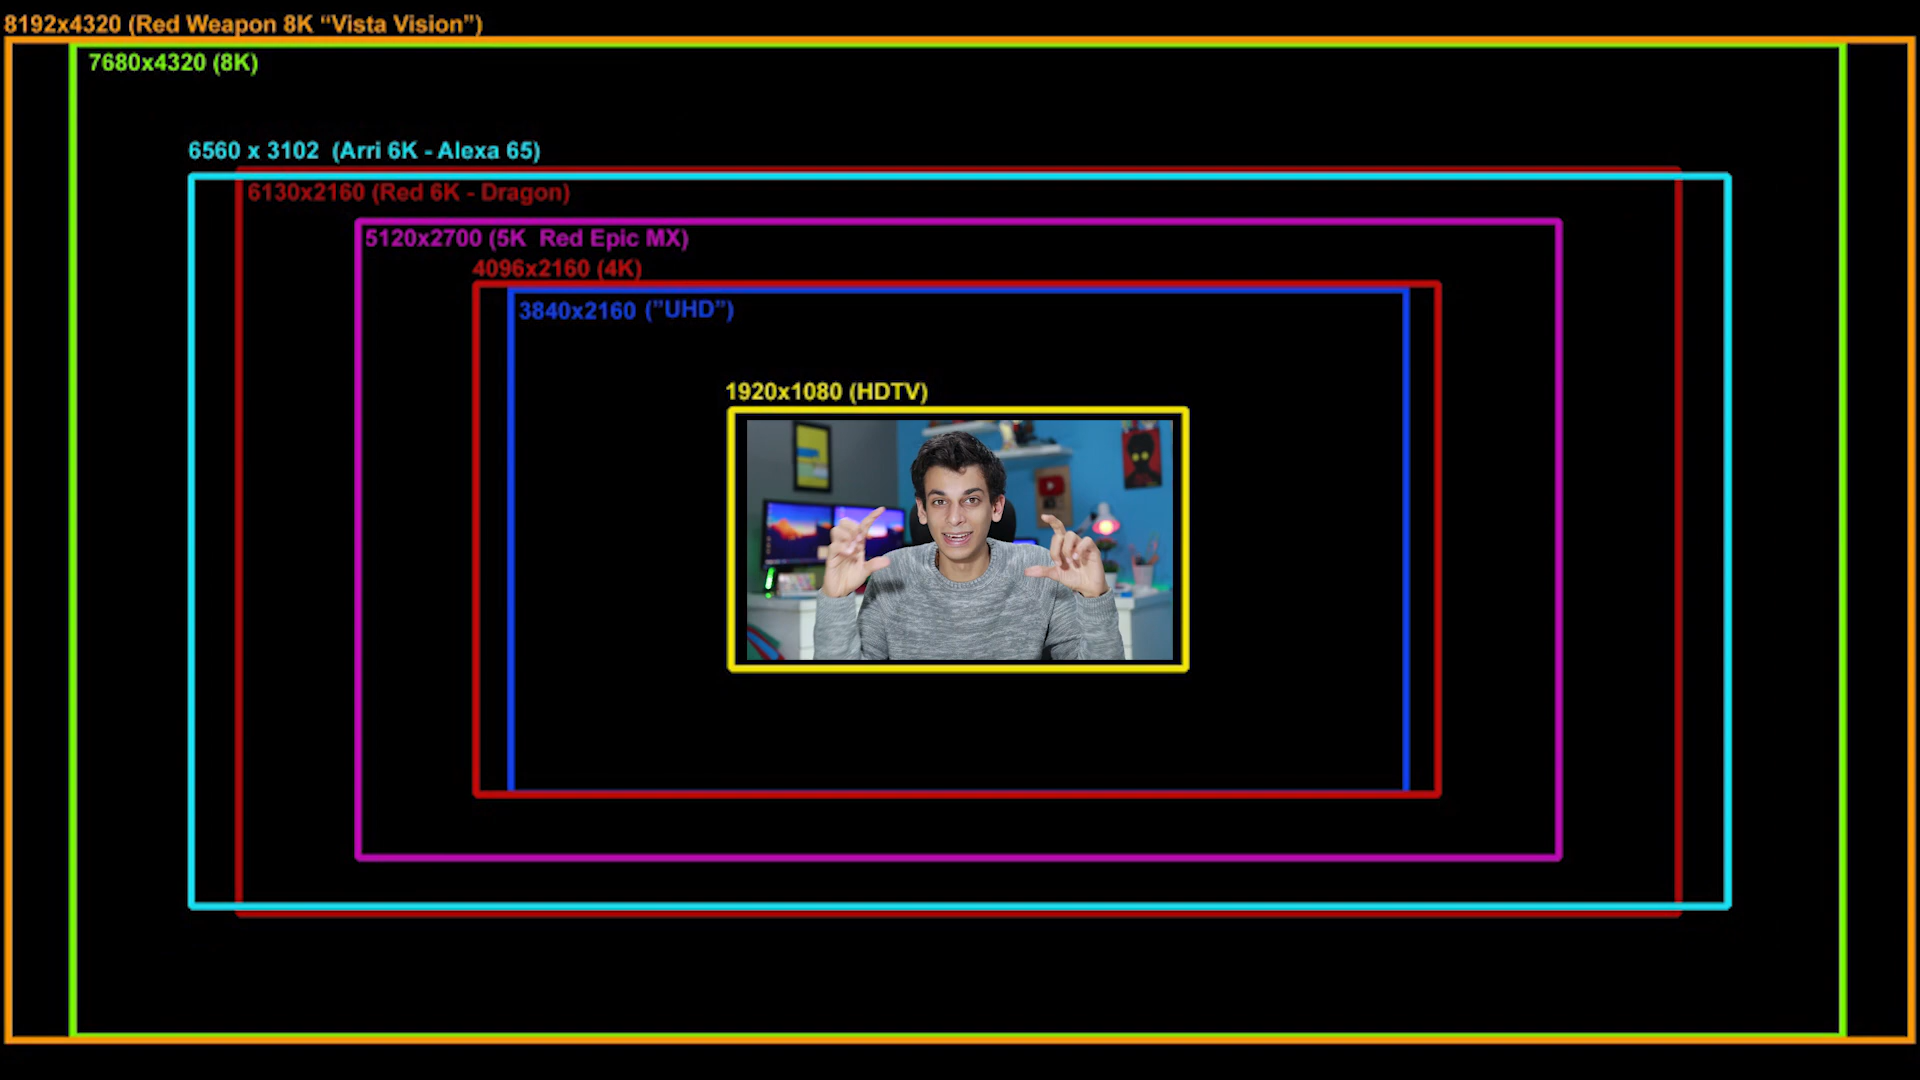 8192x4320 (Red Weapon 8K “Vista Vision”)
7680x4320 (8K)
6560 x 3102 (Arri 6K - Alexa 65)
6130x2160 (Red 6K - Dragon)
5120x2700 (5K Red Epic MX)
4096x2160 (4K)
3840x2160 (”UHD”)
1920x1080 (HDTV)